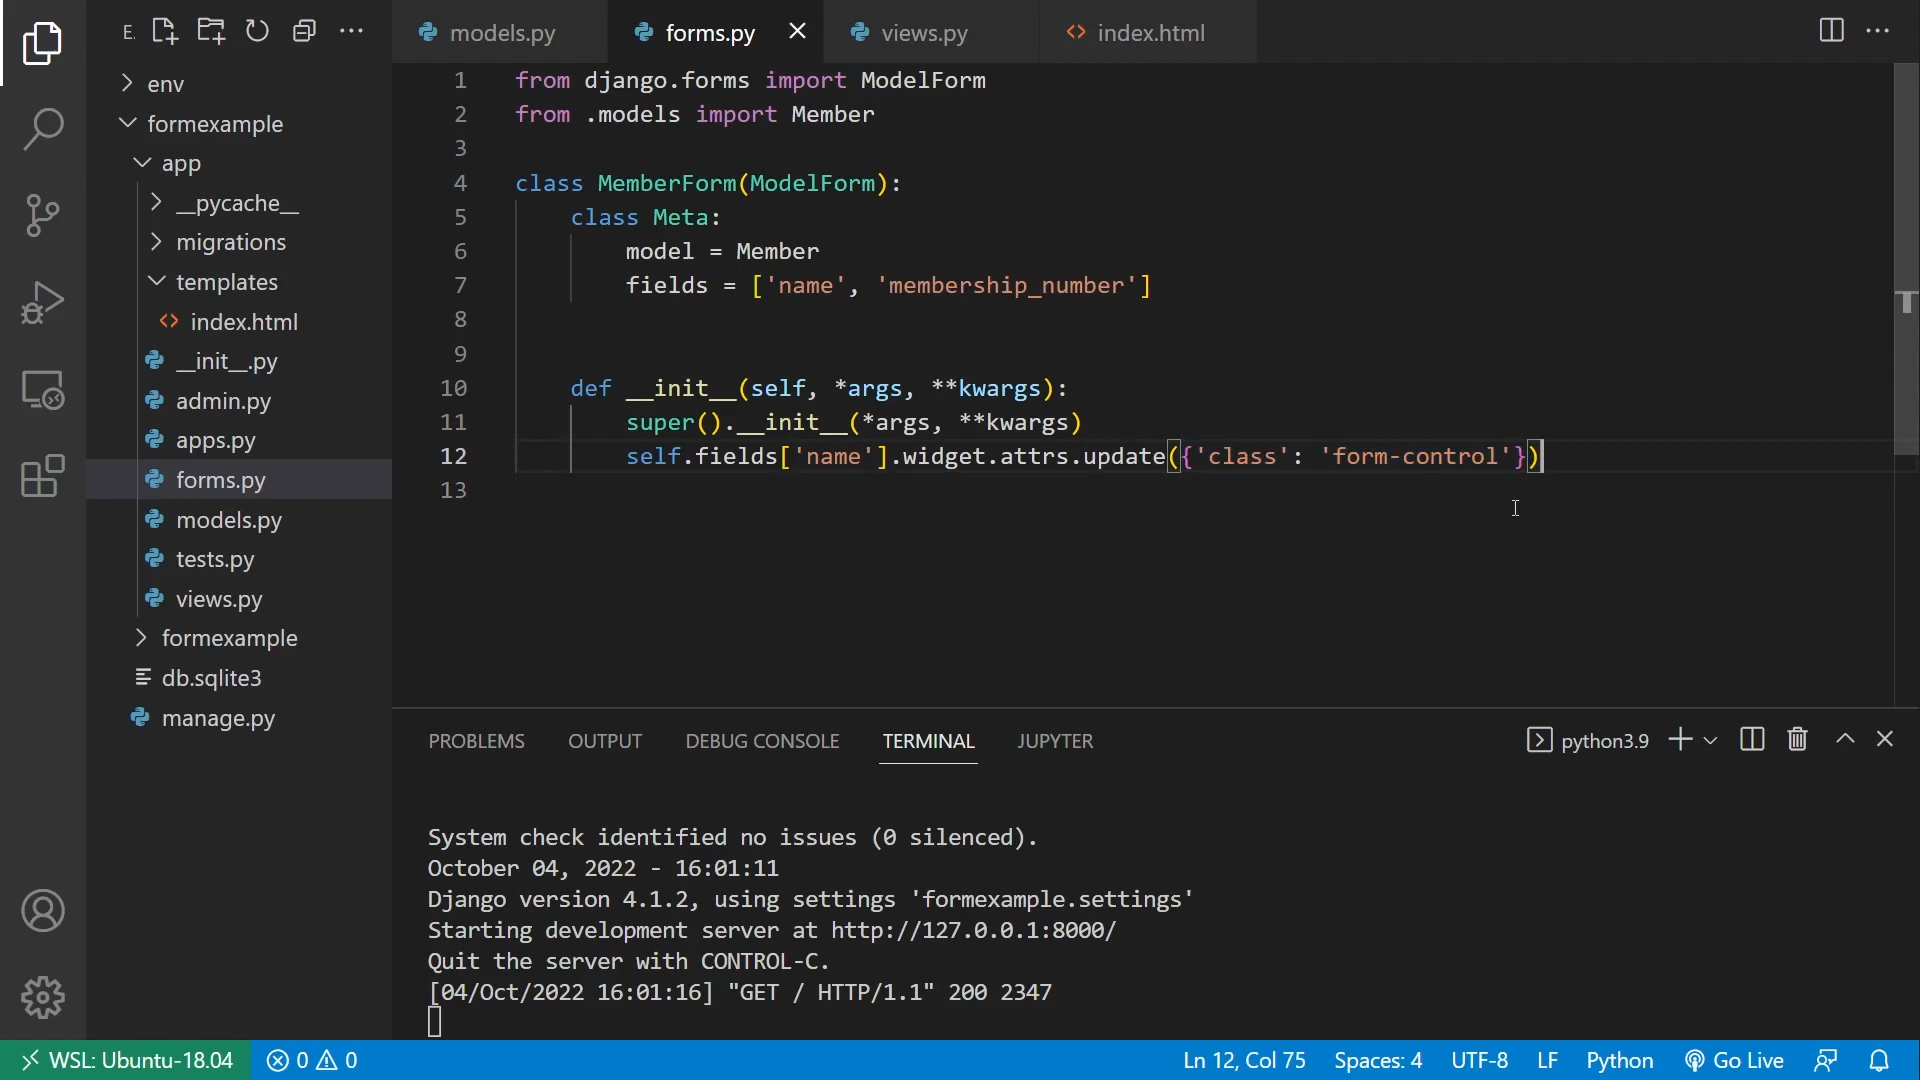 E.
models.py
forms.py
views.py
index.html
env
formexample
app
__pycache__
migrations
templates
index.html
__init__.py
admin.py
apps.py
forms.py
models.py
tests.py
views.py
formexample
db.sqlite3
manage.py
1 from django.forms import ModelForm
2 from .models import Member
3
4 class MemberForm(ModelForm):
5 class Meta:
6 model = Member
7 fields = ['name', 'membership_number']
8
9
10 def __init__(self, *args, **kwargs):
11 super().__init__(*args, **kwargs)
12 self.fields['name'].widget.attrs.update({'class': 'form-control'})
13
PROBLEMS OUTPUT DEBUG CONSOLE TERMINAL JUPYTER python3.9
System check identified no issues (0 silenced).
October 04, 2022 - 16:01:11
Django version 4.1.2, using settings 'formexample.settings'
Starting development server at http://127.0.0.1:8000/
Quit the server with CONTROL-C.
[04/Oct/2022 16:01:16] "GET / HTTP/1.1" 200 2347
WSL: Ubuntu-18.04 0 0 Ln 12, Col 75 Spaces: 4 UTF-8 LF Python Go Live